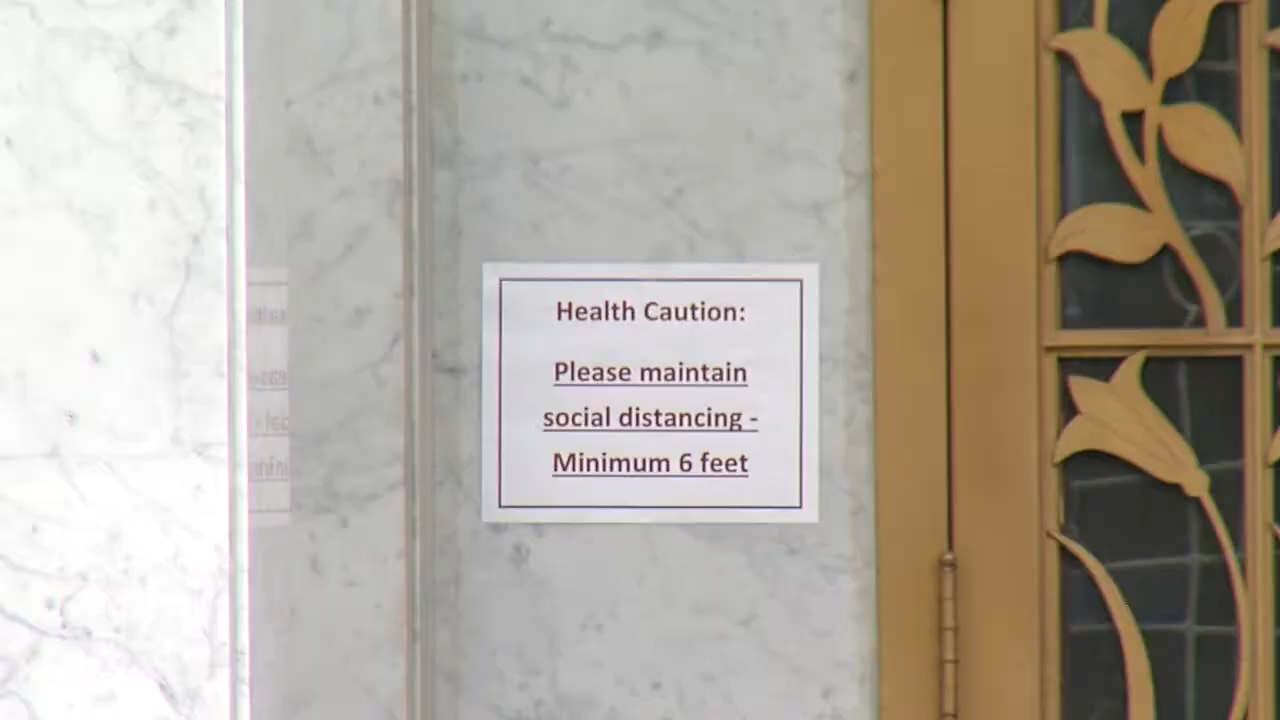 Health Caution:
Please maintain
social distancing -
Minimum 6 feet